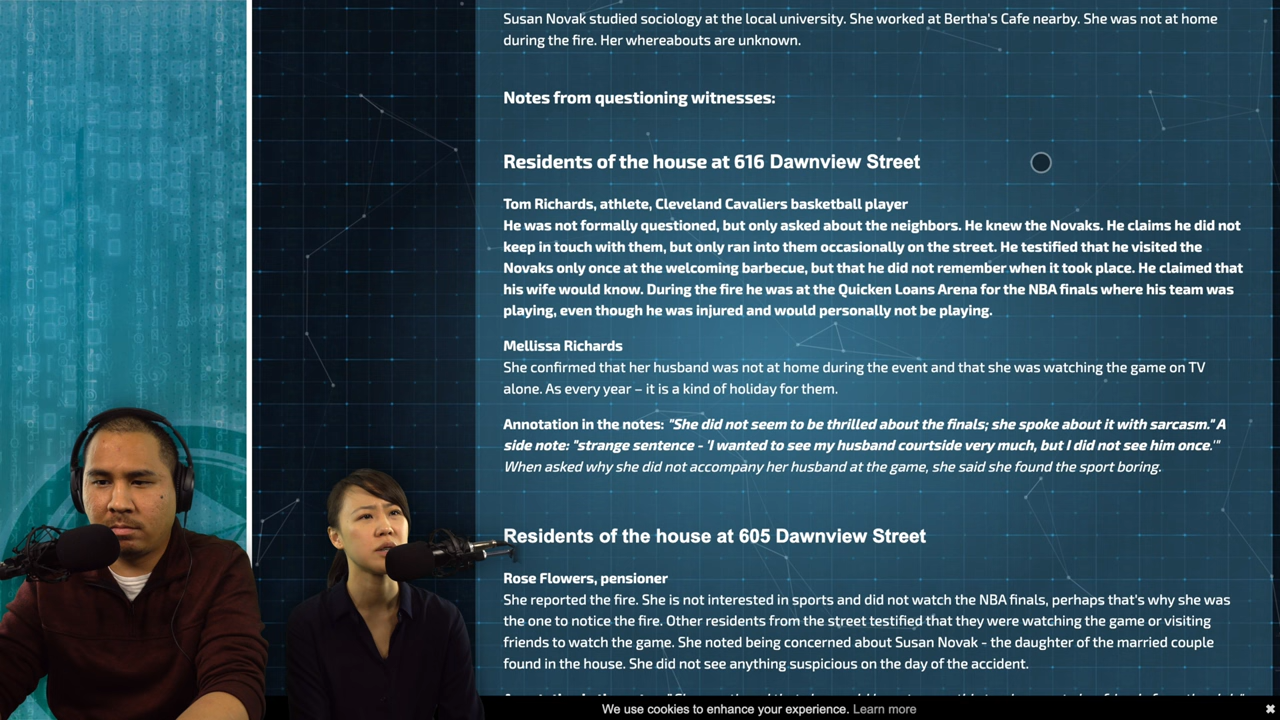 Susan Novak studied sociology at the local university. She worked at Bertha's Cafe nearby. She was not at home
during the fire. Her whereabouts are unknown.
Notes from questioning witnesses:
Residents of the house at 616 Dawnview Street
Tom Richards, athlete, Cleveland Cavaliers basketball player
He was not formally questioned, but only asked about the neighbors. He knew the Novaks. He claims he did not
keep in touch with them, but only ran into them occasionally on the street. He testified that he visited the
Novaks only once at the welcoming barbecue, but that he did not remember when it took place. He claimed that
his wife would know. During the fire he was at the Quicken Loans Arena for the NBA finals where his team was
playing, even though he was injured and would personally not be playing.
Mellissa Richards
She confirmed that her husband was not at home during the event and that she was watching the game on TV
alone. As every year – it is a kind of holiday for them.
Annotation in the notes: "She did not seem to be thrilled about the finals; she spoke about it with sarcasm." A
side note: "strange sentence - 'I wanted to see my husband courtside very much, but I did not see him once.'"
When asked why she did not accompany her husband at the game, she said she found the sport boring.
Residents of the house at 605 Dawnview Street
Rose Flowers, pensioner
She reported the fire. She is not interested in sports and did not watch the NBA finals, perhaps that's why she was
the one to notice the fire. Other residents from the street testified that they were watching the game or visiting
friends to watch the game. She noted being concerned about Susan Novak - the daughter of the married couple
found in the house. She did not see anything suspicious on the day of the accident.
We use cookies to enhance your experience. Learn more